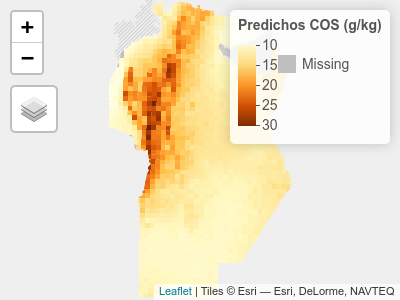 +
−
Predichos COS (g/kg)
10
15
20
25
30
Missing
Leaflet | Tiles © Esri — Esri, DeLorme, NAVTEQ